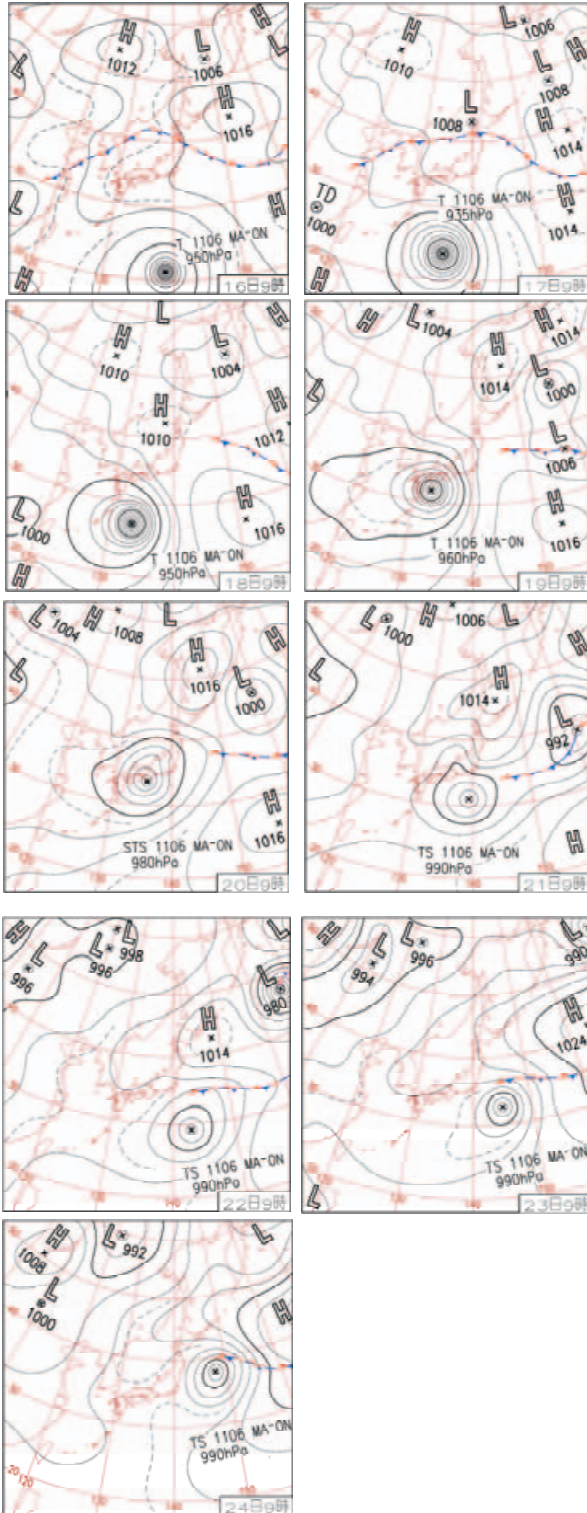 H
1012
L
1006
H
1016
L
H
L
H
H
T 1106 MA-ON
950hPa
16日9時
H
1010
L
1006
L
1008
L
1008
H
1014
TD
1000
H
1014
T 1106 MA-ON
935hPa
H
17日9時
L
H
1010
L
1004
H
H
1010
H
1012
L
1000
H
1016
T 1106 MA-ON
950hPa
H
18日9時
H
L
1004
H
1014
H
1014
L
1000
L
L
1006
H
1016
T 1106 MA-ON
960hPa
19日9時
L
1004
H
1008
L
H
L
H
1016
L
1000
H
1016
STS 1106 MA-ON
980hPa
20日9時
L
1000
H
1006
L
H
L
H
1014
L
992
H
TS 1106 MA-ON
990hPa
21日9時
H
L
996
L
996
L
998
L
L
980
H
1014
TS 1106 MA-ON
990hPa
140
22日9時
H
L
994
L
996
L
990
H
1024
TS 1106 MA-ON
990hPa
L
23日9時
H
1008
L
992
L
L
1000
H
TS 1106 MA-ON
990hPa
20
120
24日9時